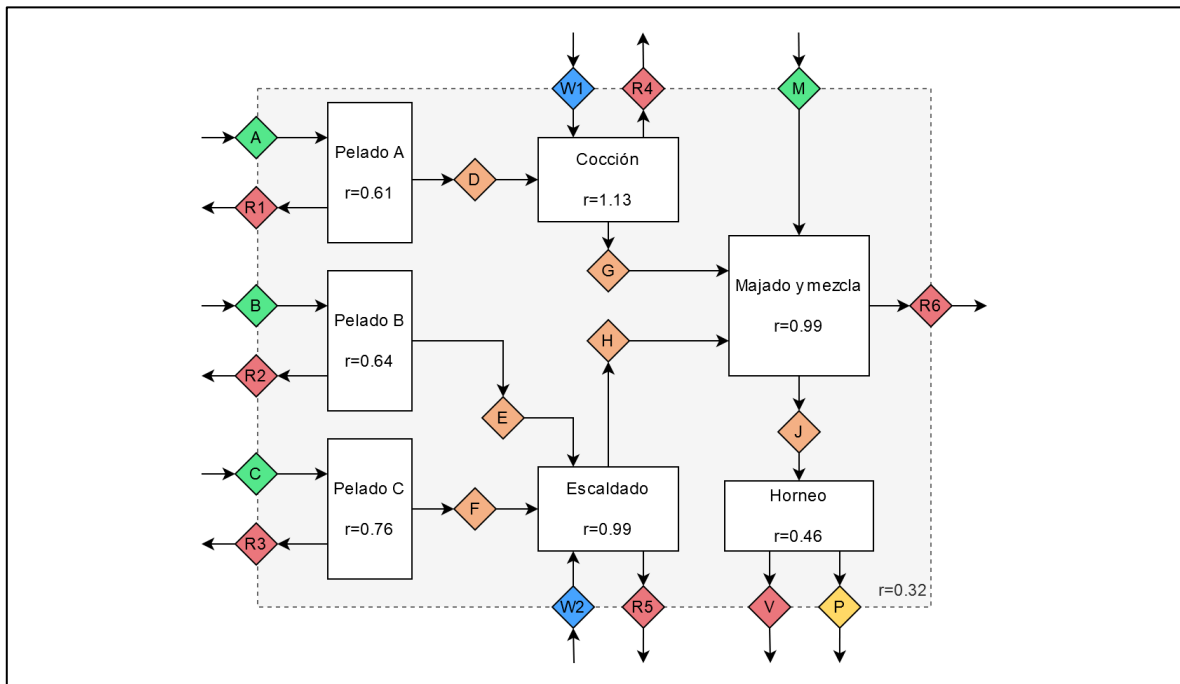 W1
R4
M
A
Pelado A
r=0.61
R1
D
Cocción
r=1.13
G
B
Pelado B
r=0.64
R2
H
Majado y mezcla
r=0.99
R6
E
J
C
Pelado C
r=0.76
R3
F
Escaldado
r=0.99
Horneo
r=0.46
r=0.32
W2
R5
V
P